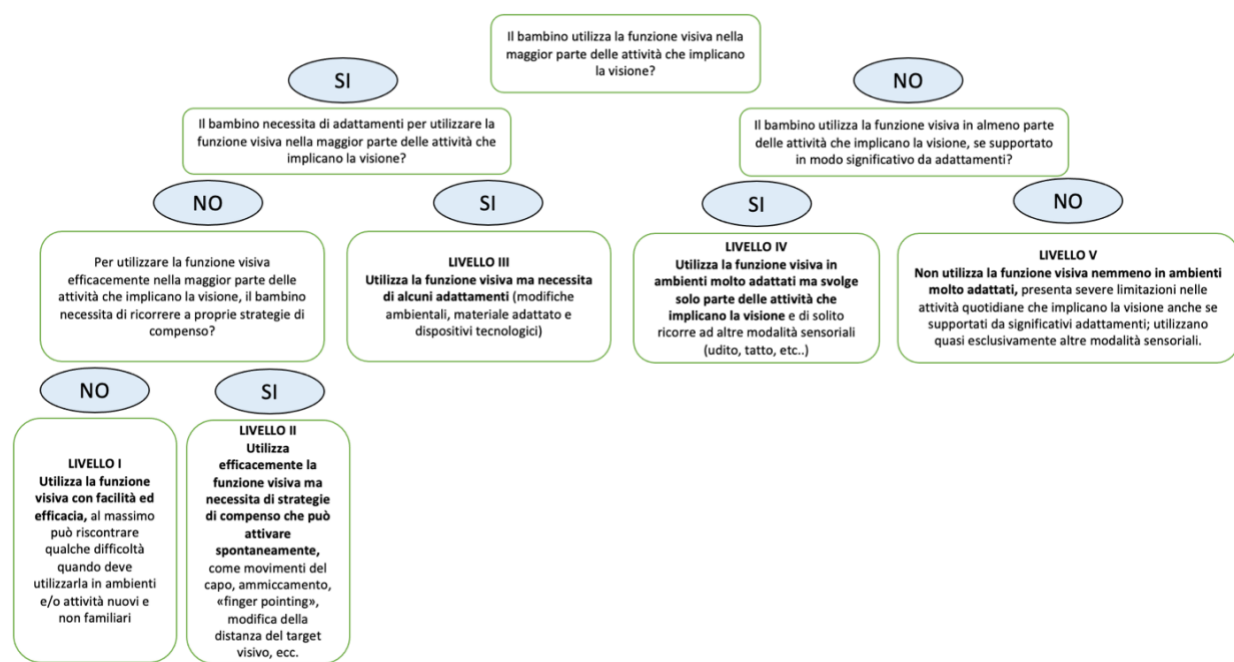 Il bambino utilizza la funzione visiva nella
maggior parte delle attività che implicano
la visione?
SI
NO
Il bambino necessita di adattamenti per utilizzare la
funzione visiva nella maggior parte delle attività che
implicano la visione?
Il bambino utilizza la funzione visiva in almeno parte
delle attività che implicano la visione, se supportato
in modo significativo da adattamenti?
NO
SI
SI
NO
Per utilizzare la funzione visiva
efficacemente nella maggior parte delle
attività che implicano la visione, il bambino
necessita di ricorrere a proprie strategie di
compenso?
LIVELLO III
Utilizza la funzione visiva ma necessita
di alcuni adattamenti (modifiche
ambientali, materiale adattato e
dispositivi tecnologici)
LIVELLO IV
Utilizza la funzione visiva in
ambienti molto adattati ma svolge
solo parte delle attività che
implicano la visione e di solito
ricorre ad altre modalità sensoriali
(udito, tatto, etc..)
LIVELLO V
Non utilizza la funzione visiva nemmeno in ambienti
molto adattati, presenta severe limitazioni nelle
attività quotidiane che implicano la visione anche se
supportati da significativi adattamenti; utilizzano
quasi esclusivamente altre modalità sensoriali.
NO
SI
LIVELLO I
Utilizza la funzione
visiva con facilità ed
efficacia, al massimo
può riscontrare
qualche difficoltà
quando deve
utilizzarla in ambienti
e/o attività nuovi e
non familiari
LIVELLO II
Utilizza
efficacemente la
funzione visiva ma
necessita di strategie
di compenso che può
attivare
spontaneamente,
come movimenti del
capo, ammiccamento,
«finger pointing»,
modifica della
distanza del target
visivo, ecc.